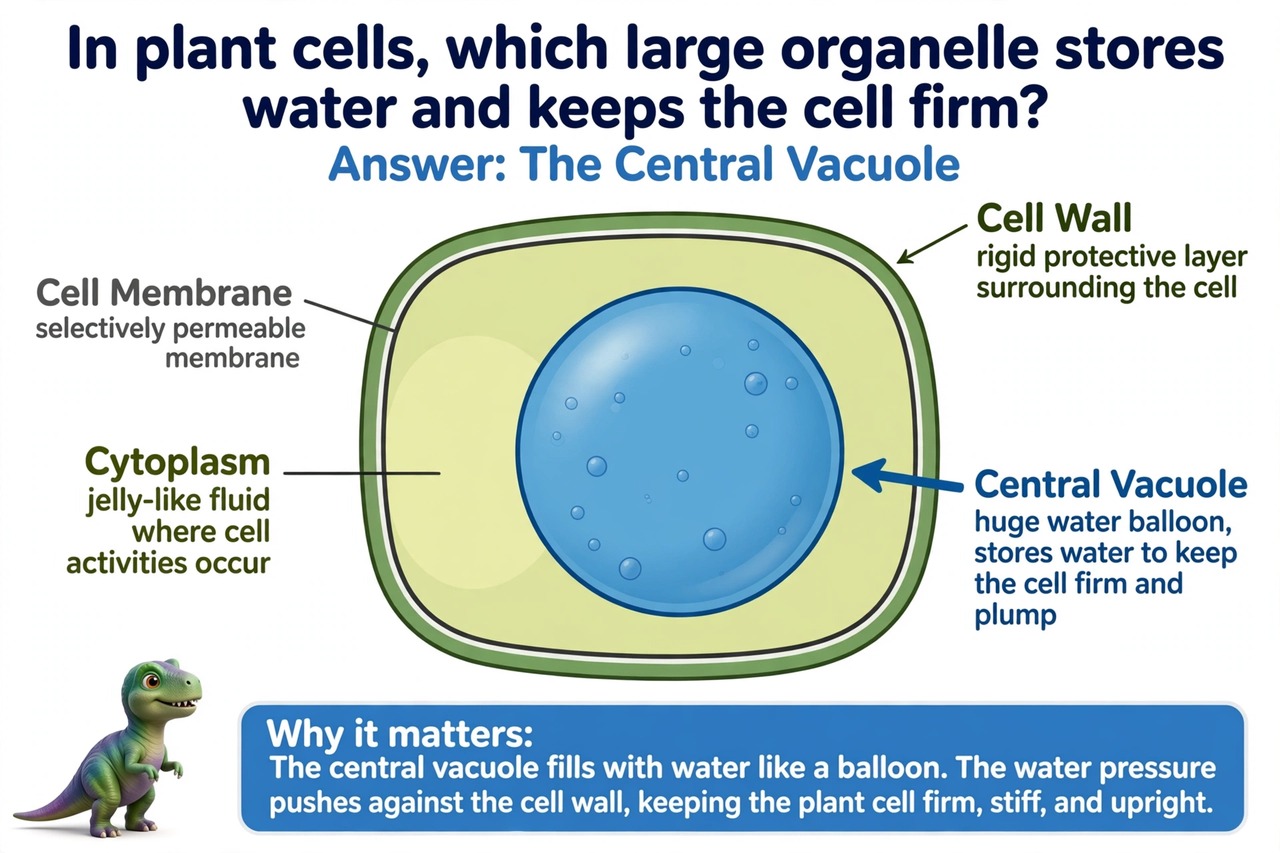 In plant cells, which large organelle stores
water and keeps the cell firm?
Answer: The Central Vacuole
Cell Wall
rigid protective layer
surrounding the cell
Cell Membrane
selectively permeable
membrane
Cytoplasm
jelly-like fluid
where cell
activities occur
Central Vacuole
huge water balloon,
stores water to keep
the cell firm and
plump
Why it matters:
The central vacuole fills with water like a balloon. The water pressure
pushes against the cell wall, keeping the plant cell firm, stiff, and upright.